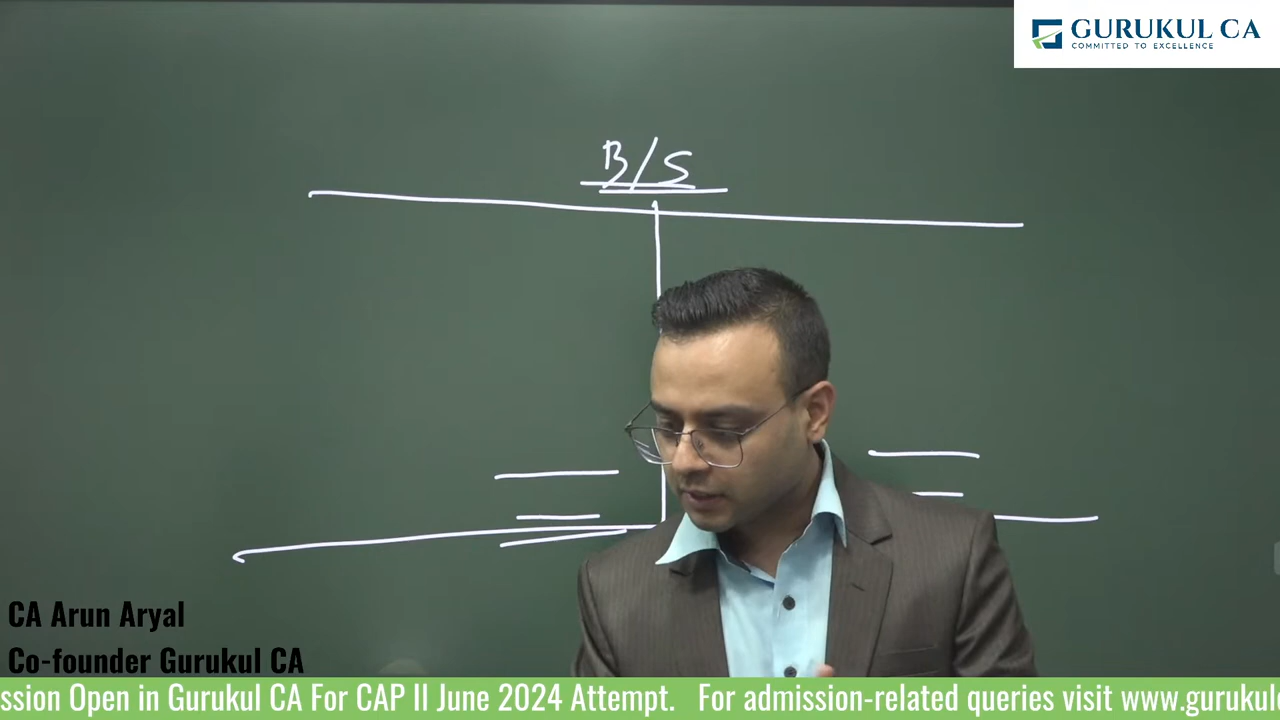 GURUKUL CA
COMMITTED TO EXCELLENCE
B/S
CA Arun Aryal
Co-founder Gurukul CA
ssion Open in Gurukul CA For CAP II June 2024 Attempt. For admission-related queries visit www.gurukul